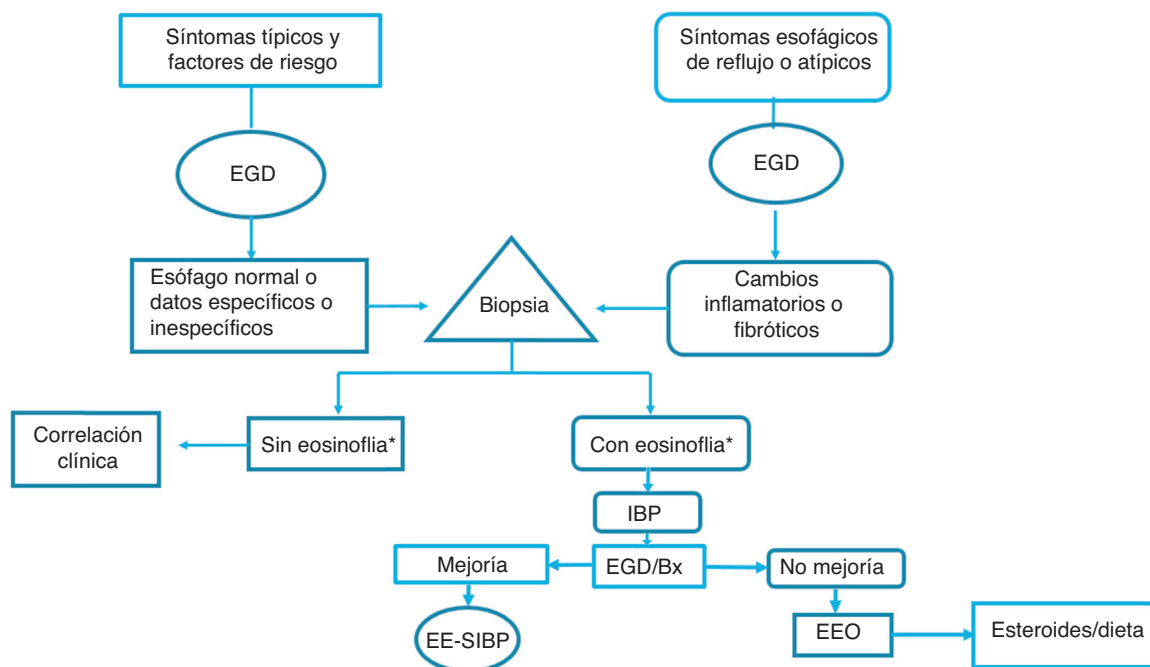 Síntomas típicos y
factores de riesgo
Síntomas esofágicos
de reflujo o atípicos
EGD
EGD
Esófago normal o
datos específicos o
inespecíficos
Biopsia
Cambios
inflamatorios o
fibróticos
Correlación
clínica
Sin eosinoflia*
Con eosinoflia*
IBP
Mejoría
EGD/Bx
No mejoría
EE-SIBP
EEO
Esteroides/dieta